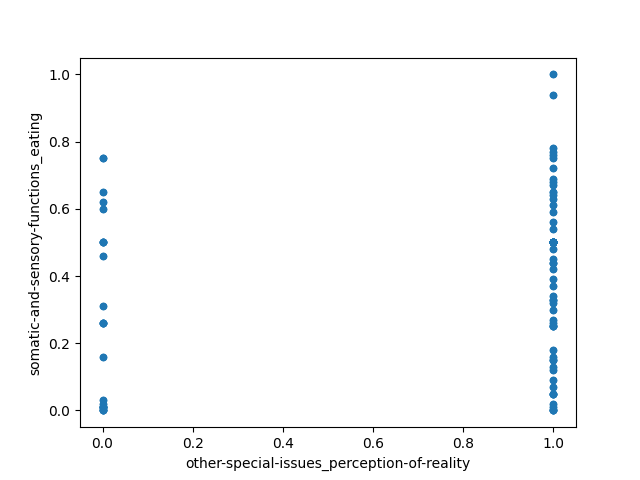 1.0
0.8
0.6
0.4
0.2
0.0
somatic-and-sensory-functions_eating
0.0 0.2 0.4 0.6 0.8 1.0
other-special-issues_perception-of-reality